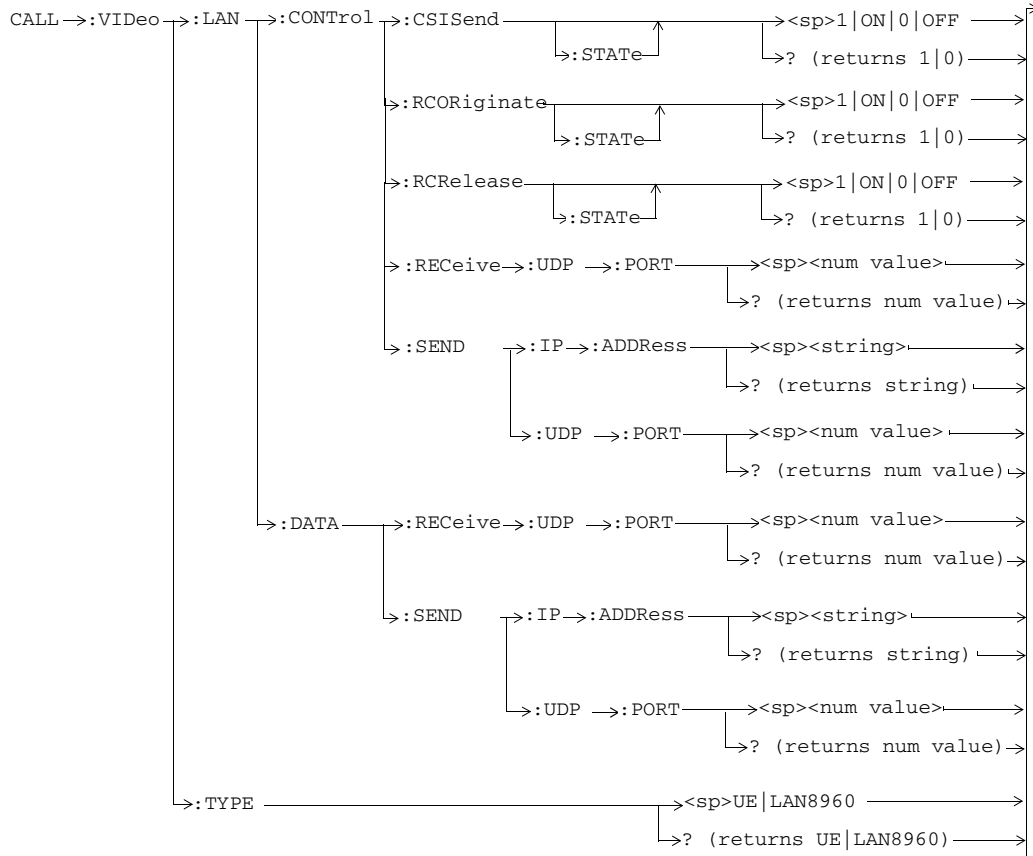 CALL :VIDeo :LAN :CONTrol :CSISend <sp>1|ON|0|OFF
:STATe ? (returns 1|0)
:RCORiginate <sp>1|ON|0|OFF
:STATe ? (returns 1|0)
:RCRelease <sp>1|ON|0|OFF
:STATe ? (returns 1|0)
:RECeive :UDP :PORT <sp><num value>
? (returns num value)
:SEND :IP :ADDRess <sp><string>
? (returns string)
:UDP :PORT <sp><num value>
? (returns num value)
:DATA :RECeive :UDP :PORT <sp><num value>
? (returns num value)
:SEND :IP :ADDRess <sp><string>
? (returns string)
:UDP :PORT <sp><num value>
? (returns num value)
:TYPE <sp>UE|LAN8960
? (returns UE|LAN8960)